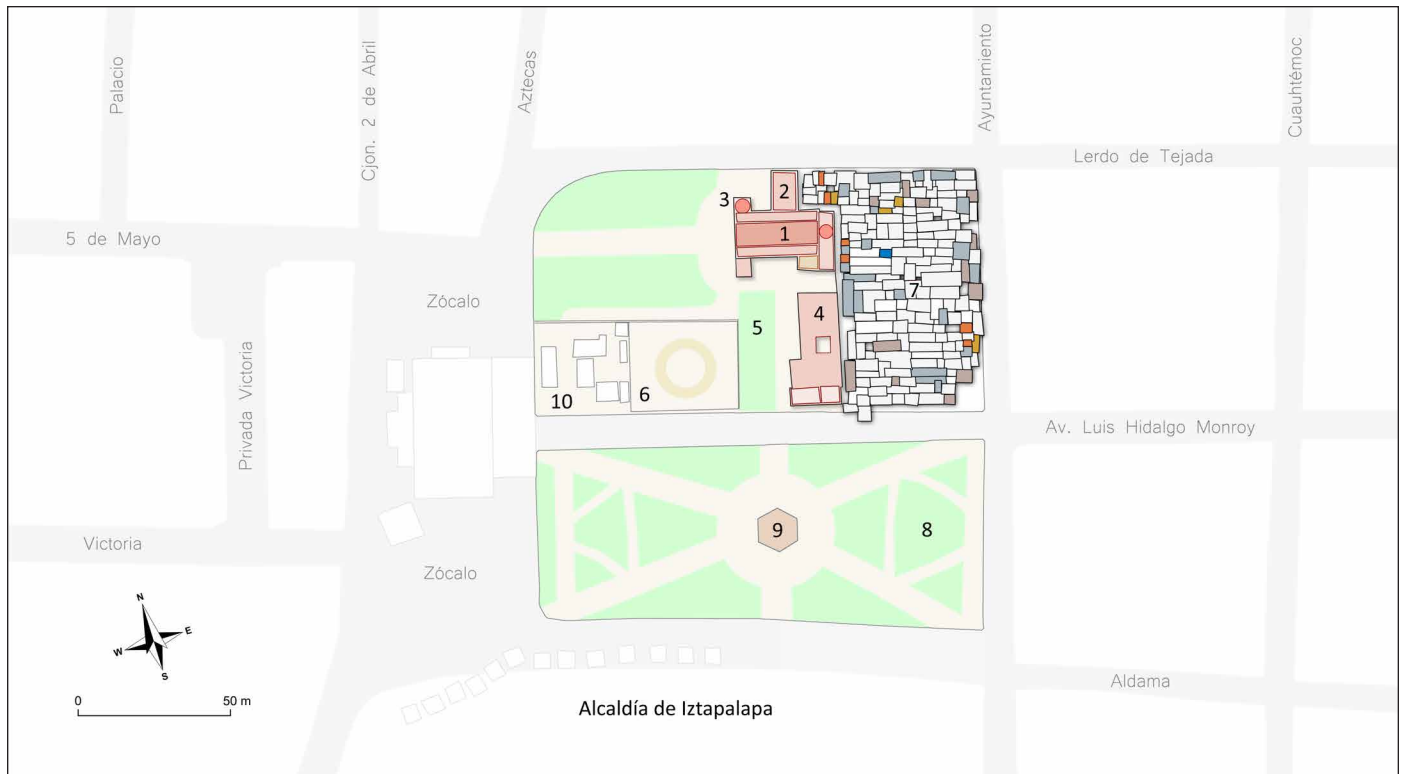 Palacio
Cjon. 2 de Abril
Aztecas
Ayuntamiento
Cuauhtémoc
Lerdo de Tejada
2
3
1
5 de Mayo
7
Zócalo
4
5
Privada Victoria
10
6
Av. Luis Hidalgo Monroy
9
8
Victoria
Zócalo
N
E
W
S
0
50 m
Aldama
Alcaldía de Iztapalapa